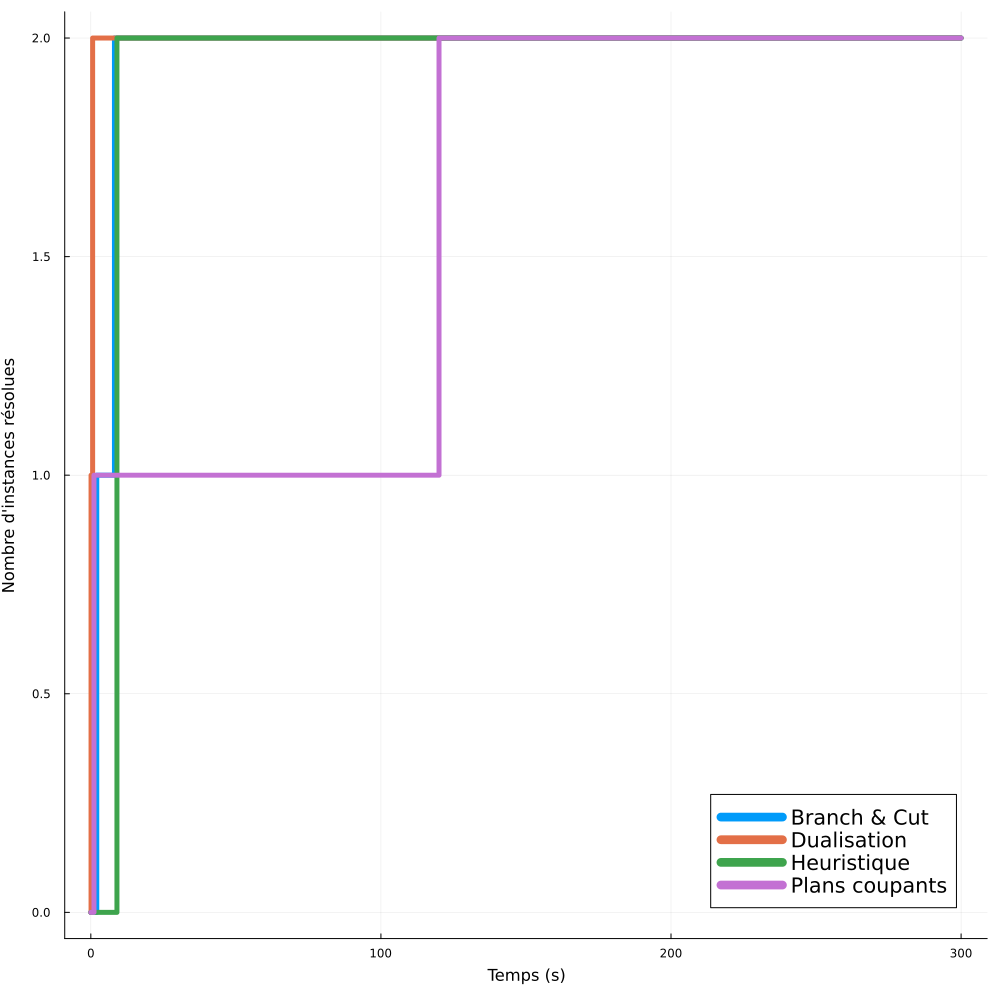 Nombre d'instances résolues
2.0
1.5
1.0
0.5
0.0
0
100
200
300
Temps (s)
Branch & Cut
Dualisation
Heuristique
Plans coupants